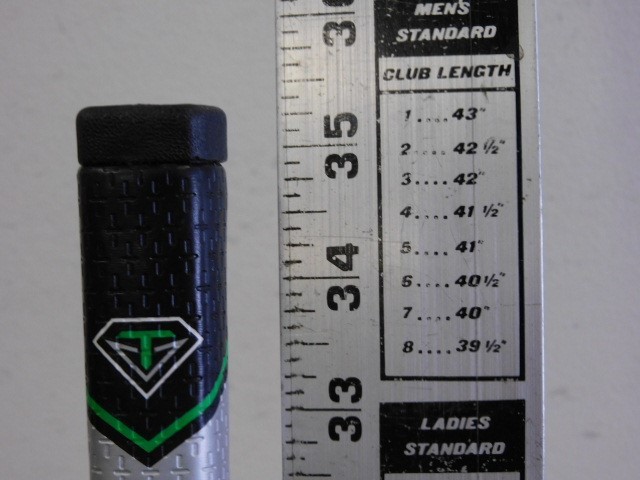 36
35
34
33
T
MEN'S
STANDARD
CLUB LENGTH
1....43"
2....42 ½"
3....42"
4....41 ½"
5....41"
6....40 ½"
7....40"
8....39 ½"
LADIES
STANDARD